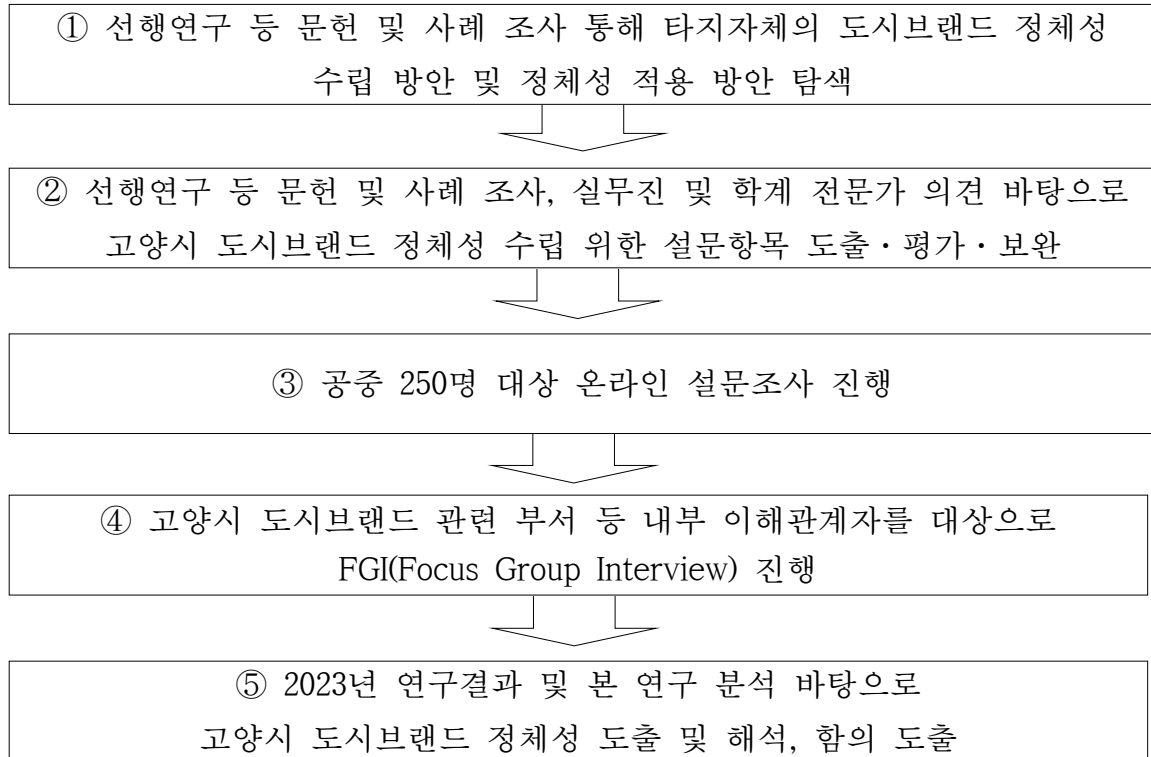 ① 선행연구 등 문헌 및 사례 조사 통해 타지자체의 도시브랜드 정체성
수립 방안 및 정체성 적용 방안 탐색
② 선행연구 등 문헌 및 사례 조사, 실무진 및 학계 전문가 의견 바탕으로
고양시 도시브랜드 정체성 수립 위한 설문항목 도출・평가・보완
③ 공중 250명 대상 온라인 설문조사 진행
④ 고양시 도시브랜드 관련 부서 등 내부 이해관계자를 대상으로
FGI(Focus Group Interview) 진행
⑤ 2023년 연구결과 및 본 연구 분석 바탕으로
고양시 도시브랜드 정체성 도출 및 해석, 함의 도출